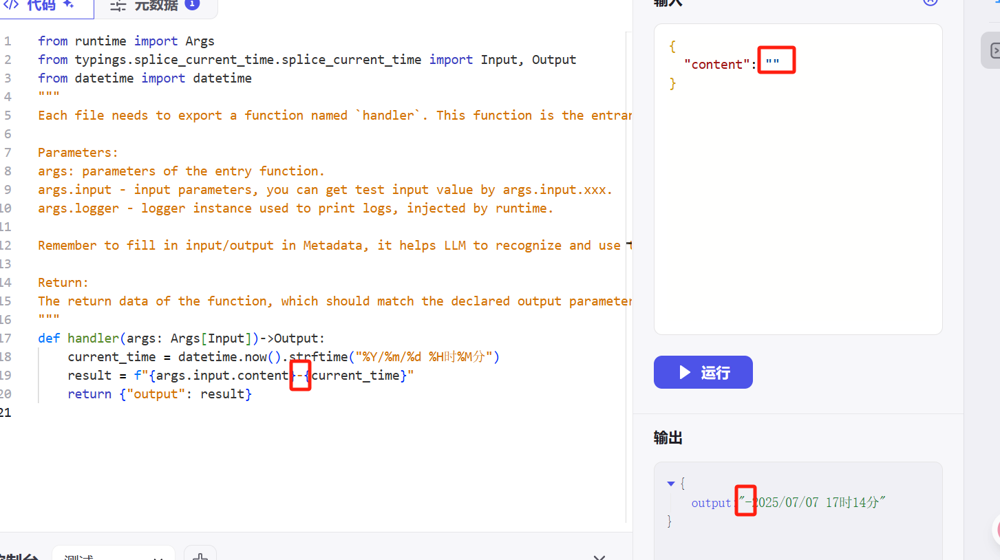 </> 代码
元数据 1
1 from runtime import Args
2 from typings.splice_current_time.splice_current_time import Input, Output
3 from datetime import datetime
4 """
5 Each file needs to export a function named `handler`. This function is the entran
6
7 Parameters:
8 args: parameters of the entry function.
9 args.input - input parameters, you can get test input value by args.input.xxx.
10 args.logger - logger instance used to print logs, injected by runtime.
11
12 Remember to fill in input/output in Metadata, it helps LLM to recognize and use t
13
14 Return:
15 The return data of the function, which should match the declared output parameter
16 """
17 def handler(args: Args[Input])->Output:
18     current_time = datetime.now().strftime("%Y/%m/%d %H时%M分")
19     result = f"{args.input.content}-{current_time}"
20     return {"output": result}
21
控制台
测试
输入
{
"content": ""
}
运行
输出
{
output:"-2025/07/07 17时14分"
}